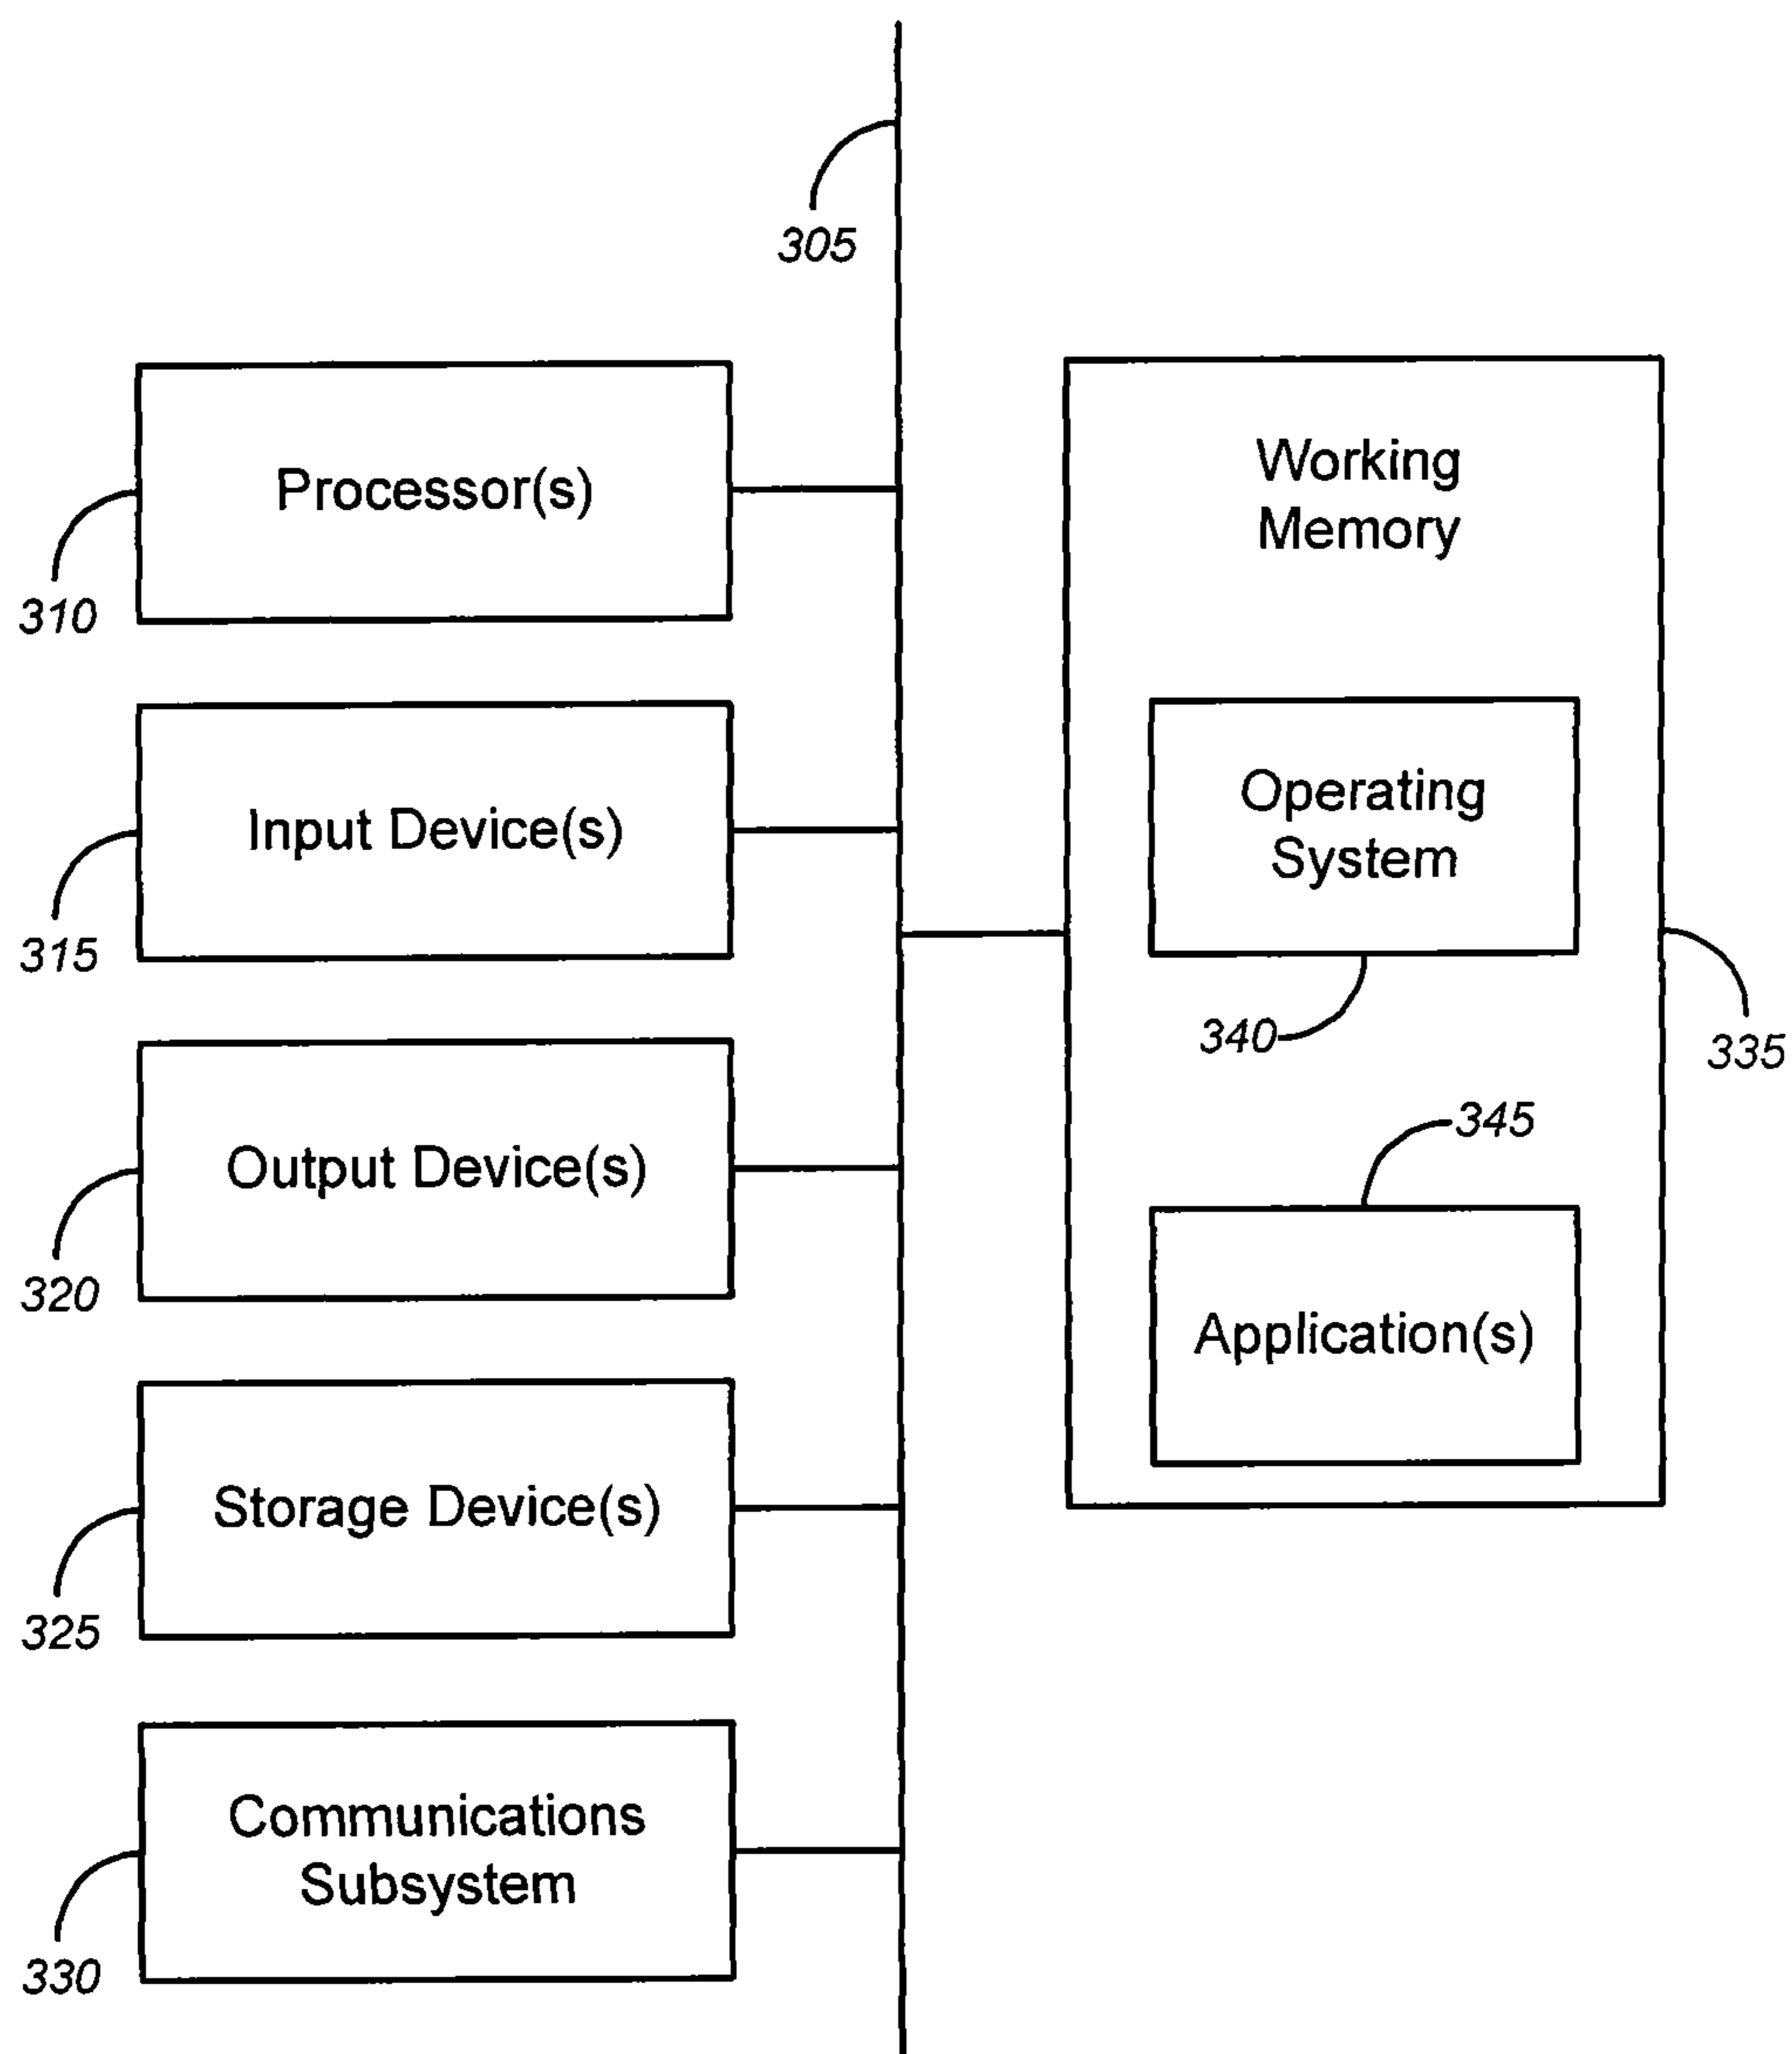 305
Processor(s)
310
Input Device(s)
315
Output Device(s)
320
Storage Device(s)
325
Communications
Subsystem
330
Working
Memory
Operating
System
340
335
345
Application(s)